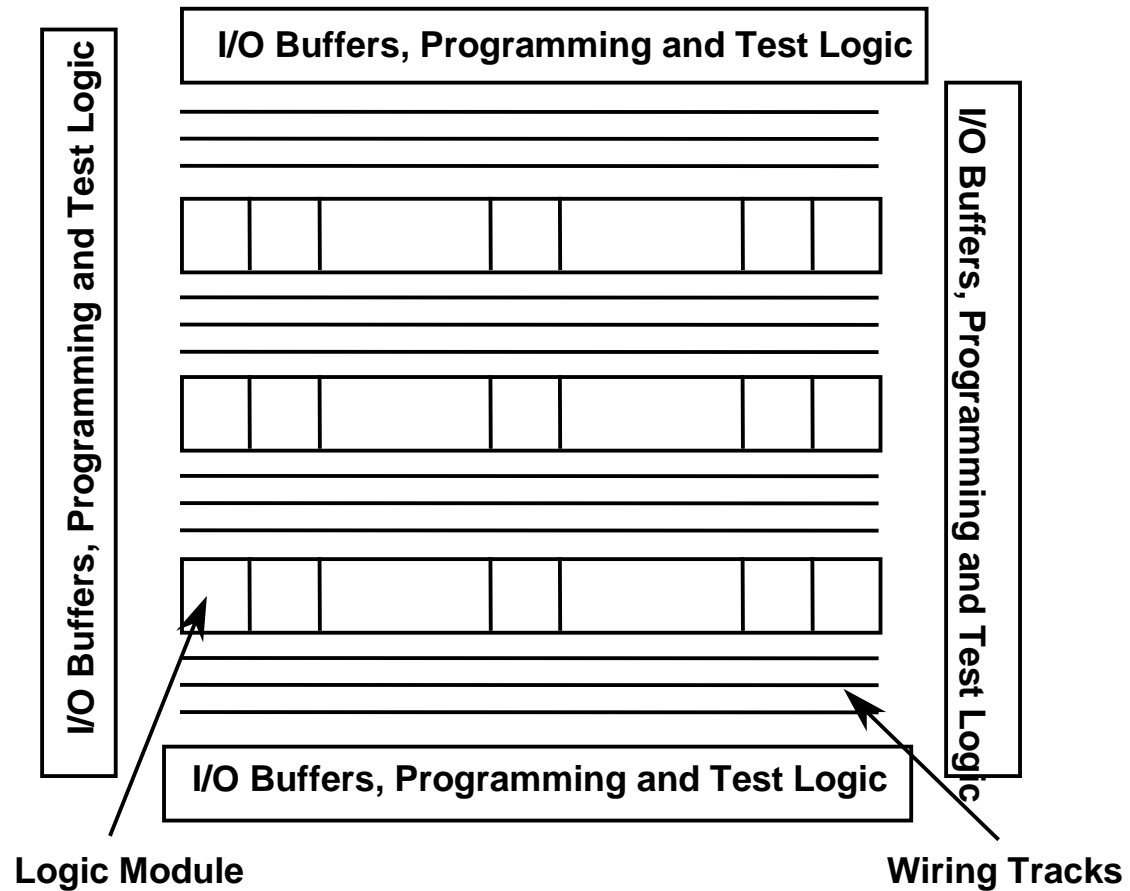 I/O Buffers, Programming and Test Logic
I/O Buffers, Programming and Test Logic
I/O Buffers, Programming and Test Logic
I/O Buffers, Programming and Test Logic
Logic Module
Wiring Tracks